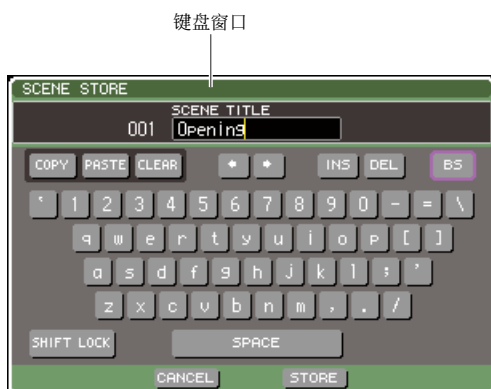 键盘窗口
SCENE STORE
SCENE TITLE
001 Opening
COPY PASTE CLEAR INS DEL BS
` 1 2 3 4 5 6 7 8 9 0 - = \
q w e r t y u i o p [ ]
a s d f g h j k l ; '
z x c v b n m , . /
SHIFT LOCK SPACE
CANCEL STORE